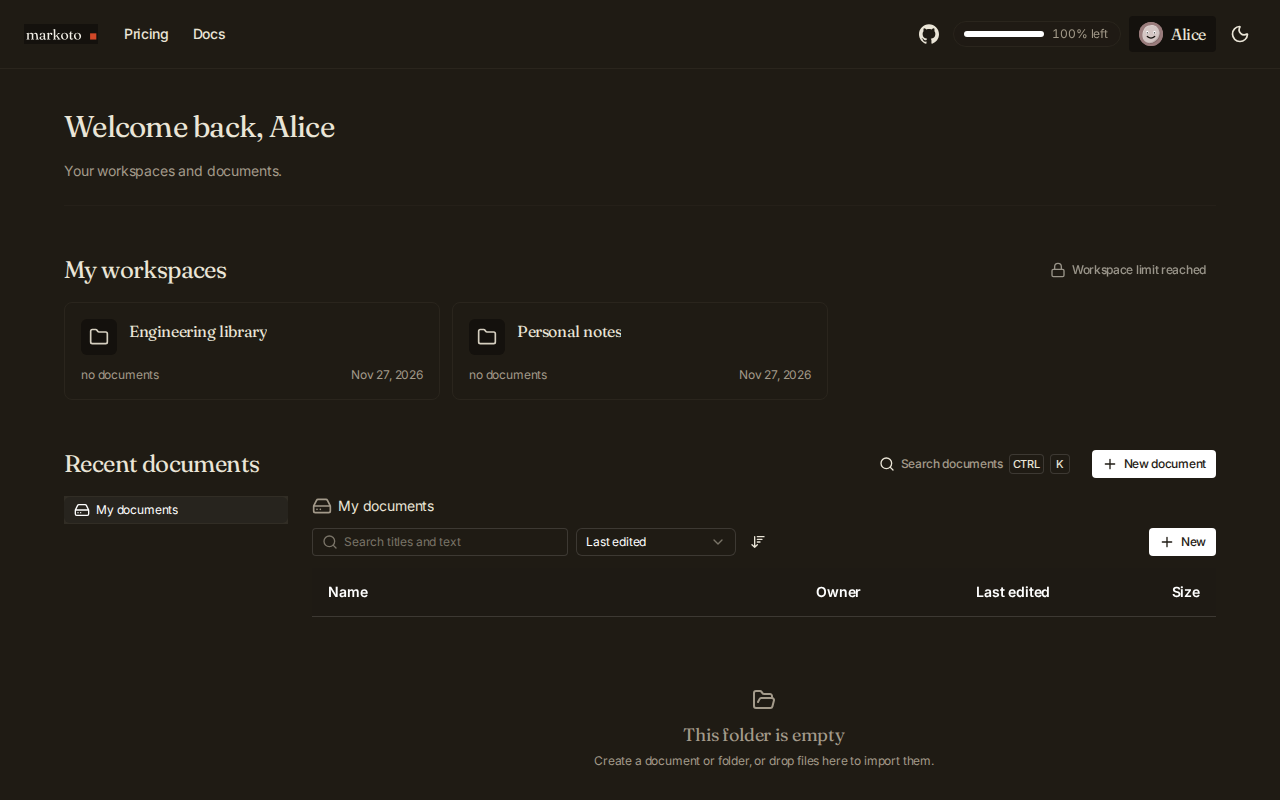 markoto
Pricing
Docs
100% left
Alice
Welcome back, Alice
Your workspaces and documents.
My workspaces
Workspace limit reached
Engineering library
no documents
Nov 27, 2026
Personal notes
no documents
Nov 27, 2026
Recent documents
Search documents CTRL K
New document
My documents
My documents
Search titles and text
Last edited
New
Name
Owner
Last edited
Size
This folder is empty
Create a document or folder, or drop files here to import them.